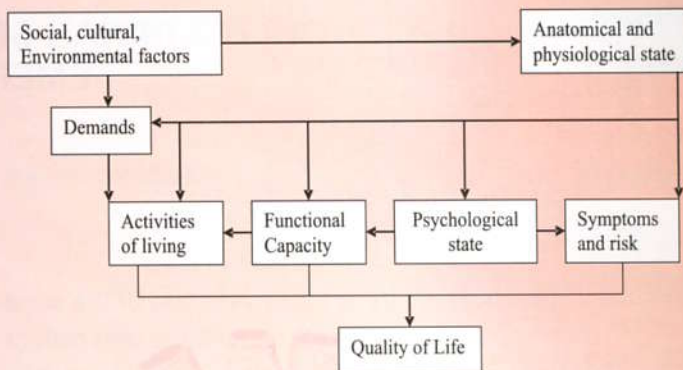 Social, cultural,
Environmental factors
Anatomical and
physiological state
Demands
Activities
of living
Functional
Capacity
Psychological
state
Symptoms
and risk
Quality of Life